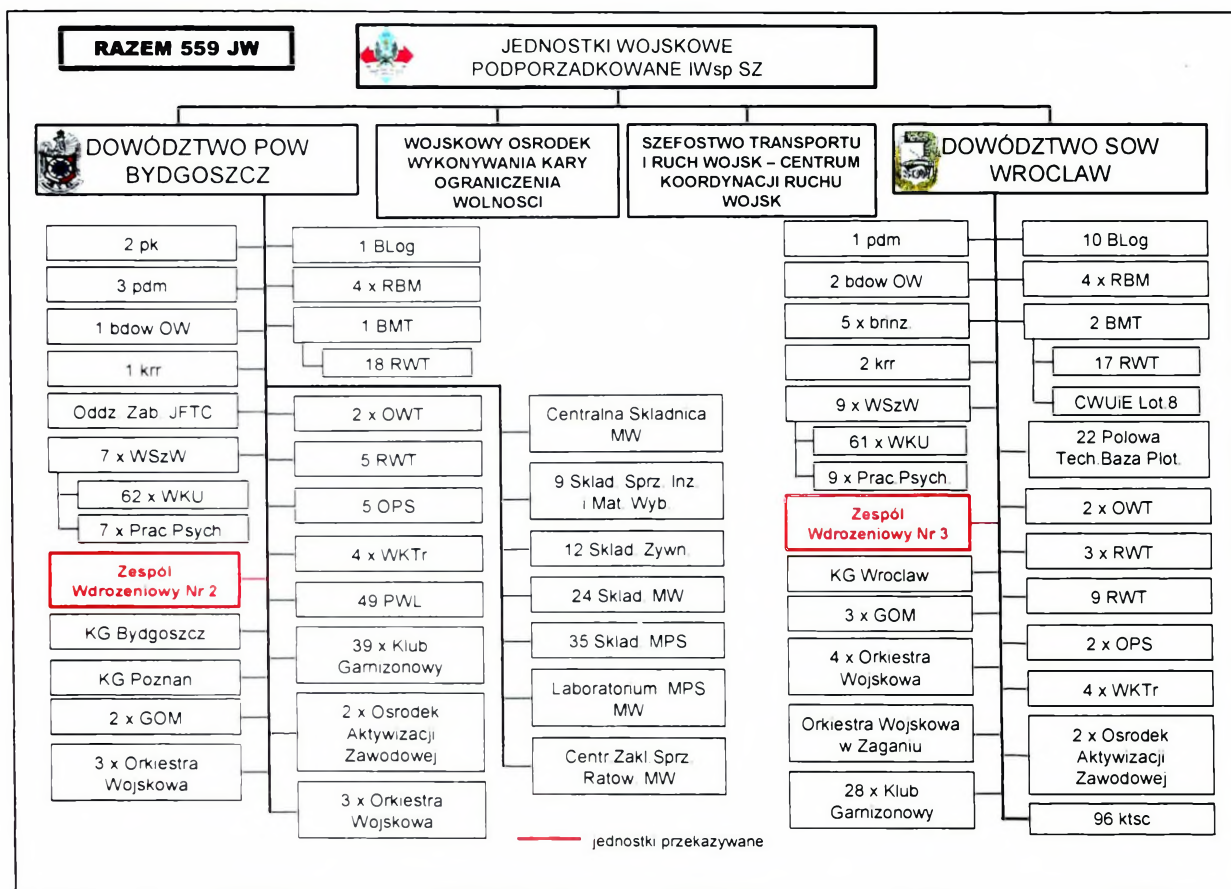 RAZEM 559 JW
JEDNOSTKI WOJSKOWE
PODPORZADKOWANE IWsp SZ
DOWÓDZTWO POW
BYDGOSZCZ
WOJSKOWY OSRODEK
WYKONYWANIA KARY
OGRANICZENIA
WOLNOSCI
SZEFOSTWO TRANSPORTU
I RUCH WOJSK – CENTRUM
KOORDYNACJI RUCHU
WOJSK
DOWÓDZTWO SOW
WROCLAW
2 pk
3 pdm
1 bdow OW
1 krr
Oddz. Zab. JFTC
7 x WSzW
62 x WKU
7 x Prac Psych
Zespól
Wdrozeniowy Nr 2
KG Bydgoszcz
KG Poznan
2 x GOM
3 x Orkiestra
Wojskowa
1 BLog
4 x RBM
1 BMT
18 RWT
2 x OWT
5 RWT
5 OPS
4 x WKTr
49 PWL
39 x Klub
Garnizonowy
2 x Osrodek
Aktywizacji
Zawodowej
3 x Orkiestra
Wojskowa
Centralna Skladnica
MW
9 Sklad. Sprz. Inz.
i Mat. Wyb.
12 Sklad. Zywn.
24 Sklad. MW
35 Sklad. MPS
Laboratorium MPS
MW
Centr.Zakl.Sprz.
Ratow. MW
1 pdm
2 bdow OW
5 x brinz.
2 krr
9 x WSzW
61 x WKU
9 x Prac.Psych.
Zespól
Wdrozeniowy Nr 3
KG Wroclaw
3 x GOM
4 x Orkiestra
Wojskowa
Orkiestra Wojskowa
w Zaganiu
28 x Klub
Garnizonowy
10 BLog
4 x RBM
2 BMT
17 RWT
CWUiE Lot.8
22 Polowa
Tech.Baza Plot.
2 x OWT
3 x RWT
9 RWT
2 x OPS
4 x WKTr
2 x Osrodek
Aktywizacji
Zawodowej
96 ktsc
jednostki przekazywane